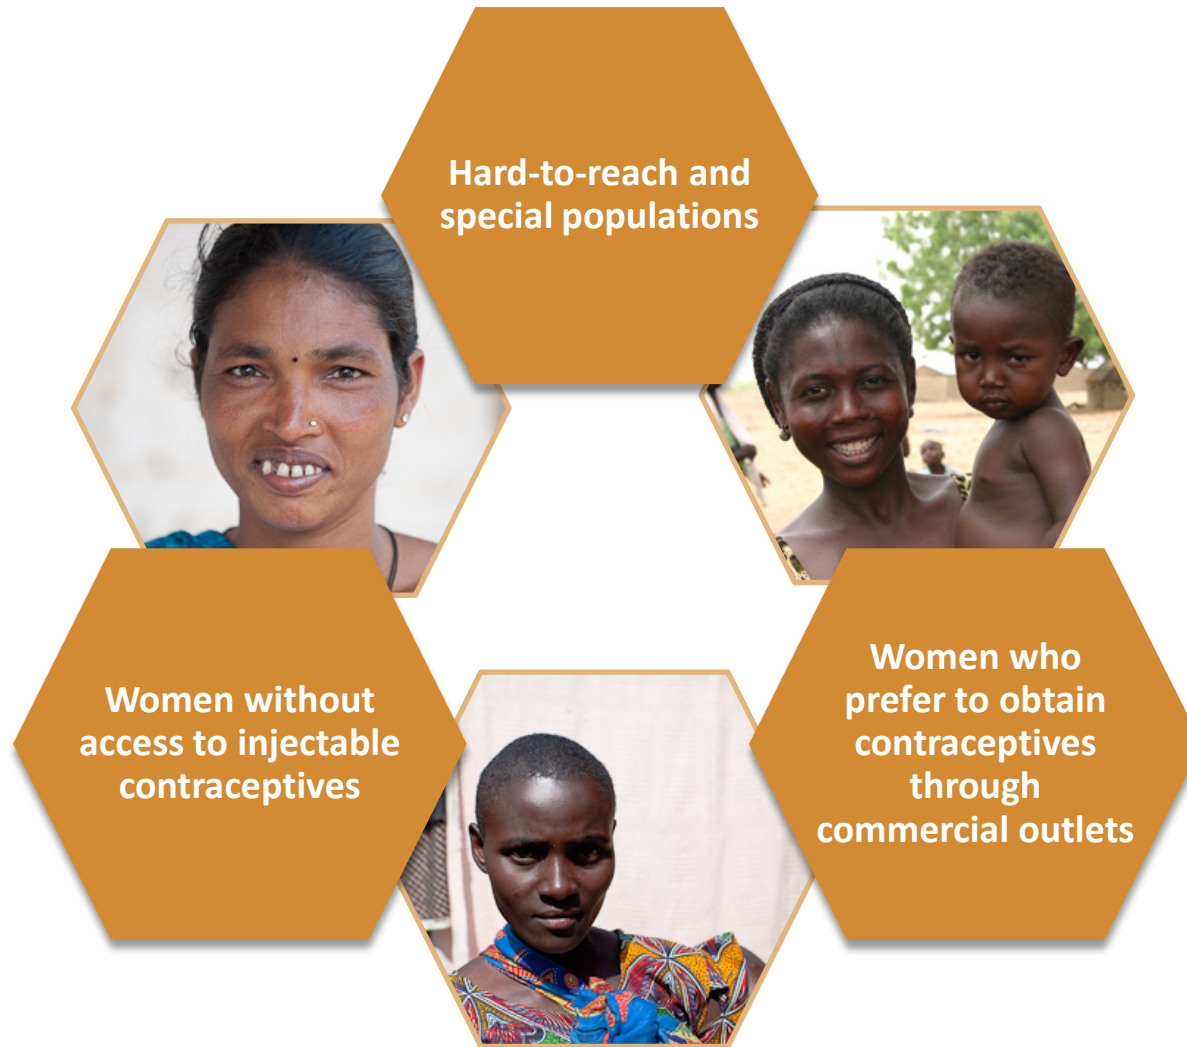 Hard-to-reach and
special populations
Women without
access to injectable
contraceptives
Women who
prefer to obtain
contraceptives
through
commercial outlets